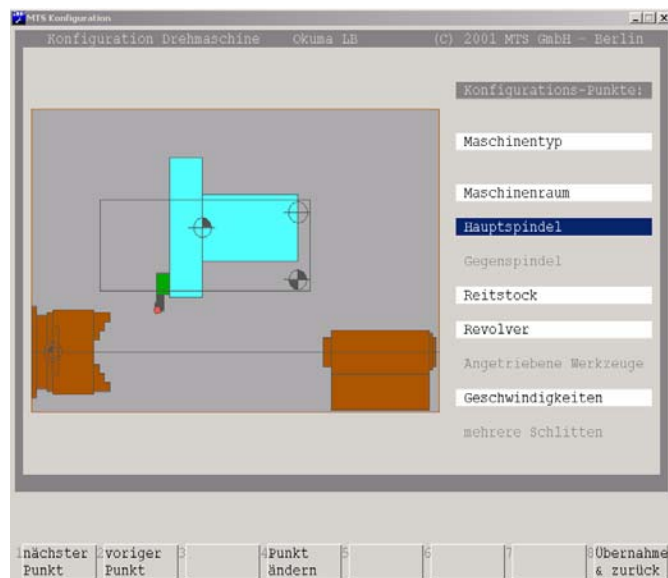 MTS Konfiguration
Konfiguration Drehmaschine Okuma LB (C) 2001 MTS GmbH - Berlin
Konfigurations-Punkte:
Maschinentyp
Maschinenraum
Hauptspindel
Gegenspindel
Reitstock
Revolver
Angetriebene Werkzeuge
Geschwindigkeiten
mehrere Schlitten
1 nächster Punkt
2 voriger Punkt
3
4 Punkt ändern
5
6
7
8 Übernahme & zurück